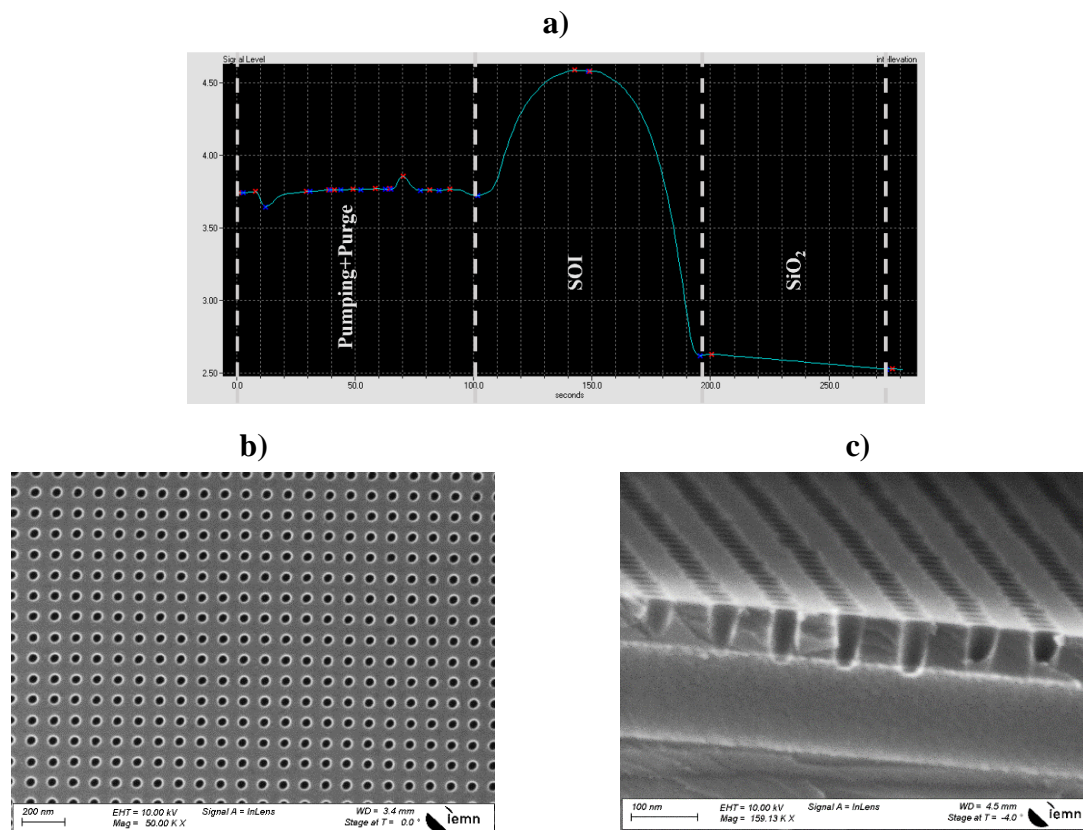 a)
Signal Level
int ellevation
4.50
4.00
3.50
3.00
2.50
Pumping+Purge
SOI
SiO₂
0.0 50.0 100.0 150.0 200.0 250.0
seconds
b)
c)
200 nm
EHT = 10.00 kV
Mag = 50.00 K X
Signal A = InLens
WD = 3.4 mm
Stage at T = 0.0 °
iemn
100 nm
EHT = 10.00 kV
Mag = 159.13 K X
Signal A = InLens
WD = 4.5 mm
Stage at T = -4.0 °
iemn